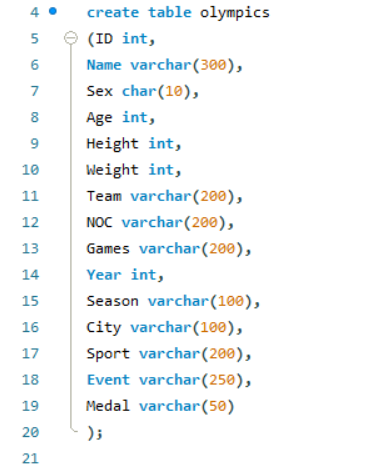 4 create table olympics
5 (ID int,
6 Name varchar(300),
7 Sex char(10),
8 Age int,
9 Height int,
10 Weight int,
11 Team varchar(200),
12 NOC varchar(200),
13 Games varchar(200),
14 Year int,
15 Season varchar(100),
16 City varchar(100),
17 Sport varchar(200),
18 Event varchar(250),
19 Medal varchar(50)
20 );
21